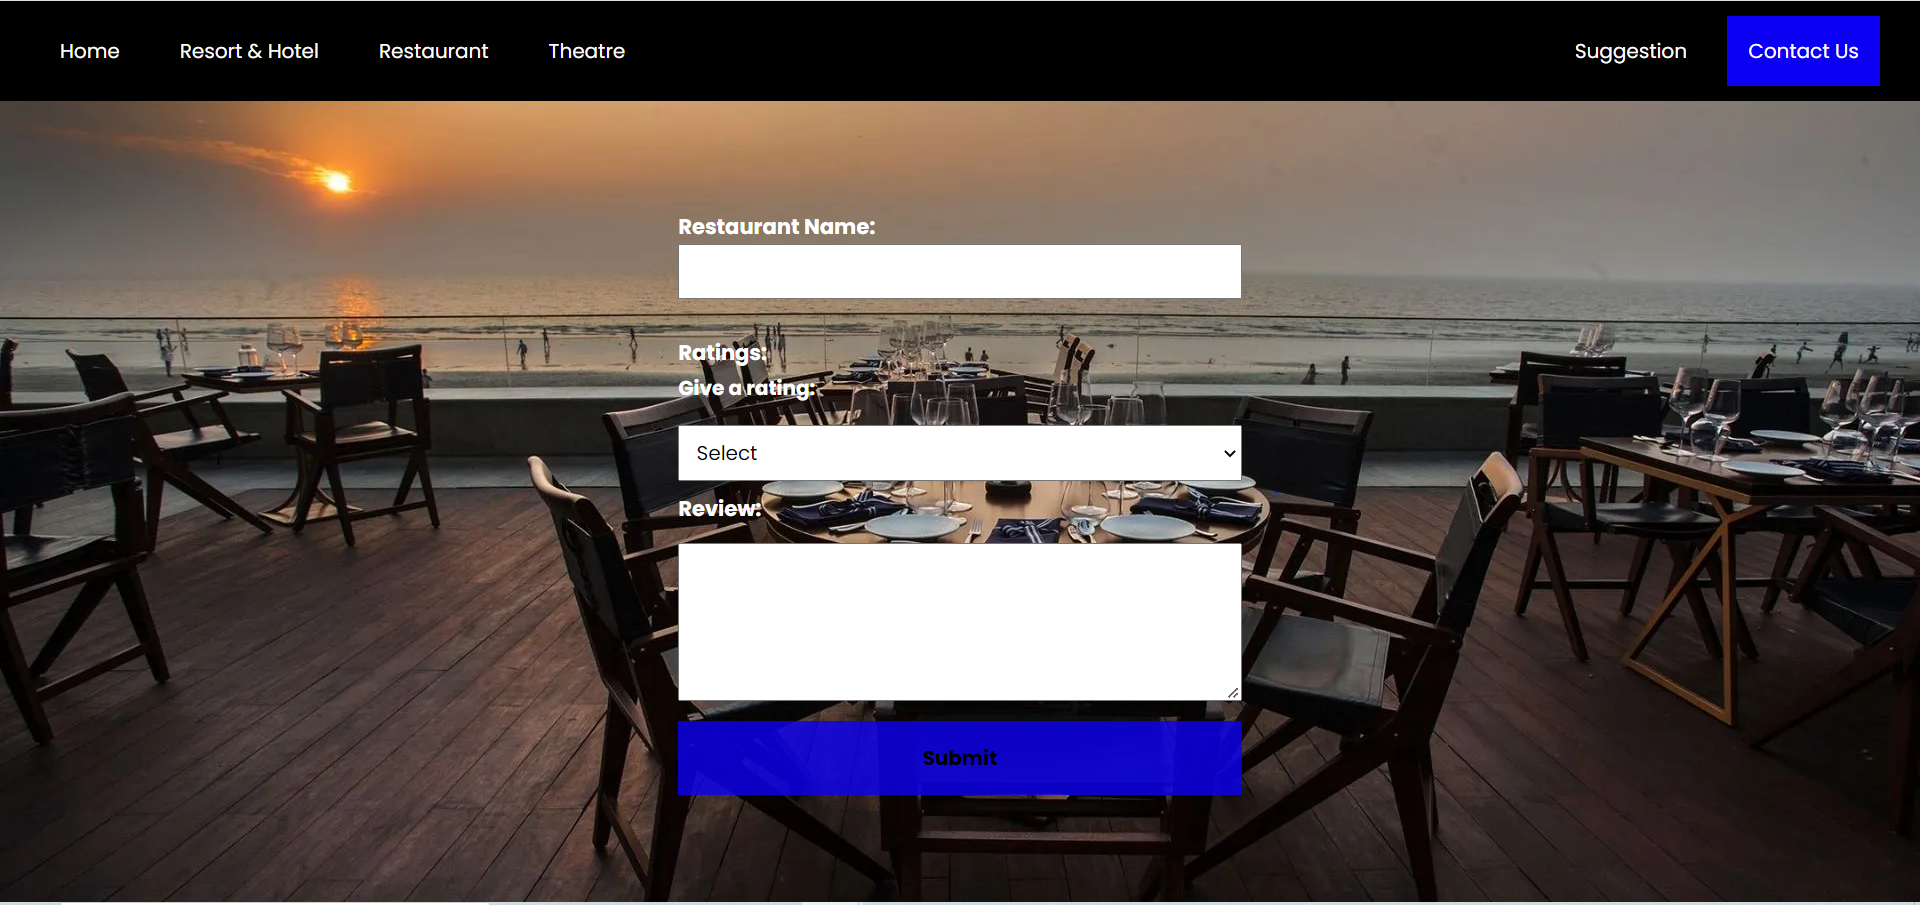 Home Resort & Hotel Restaurant Theatre Suggestion Contact Us
Restaurant Name:
Ratings:
Give a rating:
Select
Review:
Submit